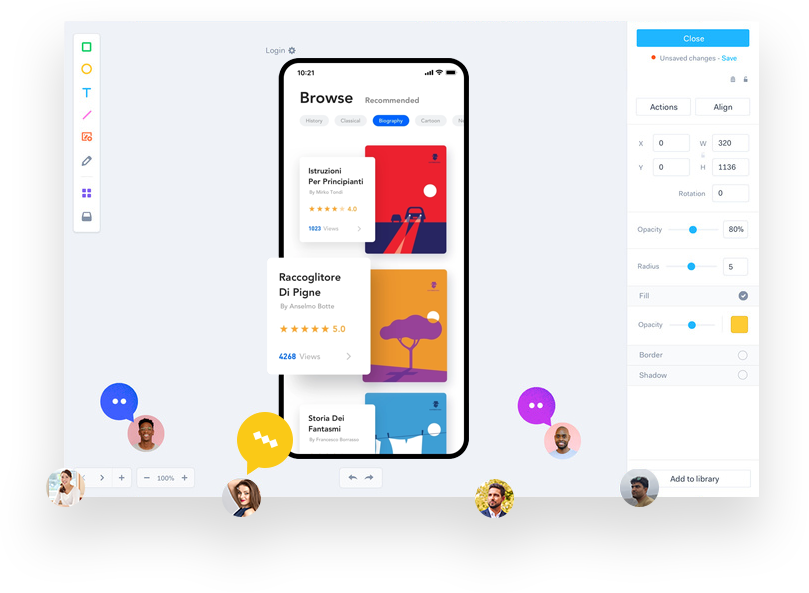 Login
10:21
Browse
Recommended
History
Classical
Biography
Cartoon
Istruzioni
Per Principianti
By Mirko Tondi
4.0
1023 Views
Raccoglitore
Di Pigne
By Anselmo Botta
5.0
4268 Views
Storia Dei
Fantasmi
By Francesco Bornasso
100%
Close
Unsaved changes - Save
Actions
Align
X 0 W 320
Y 0 H 1136
Rotation 0
Opacity 80%
Radius 5
Fill
Opacity
Border
Shadow
Add to library